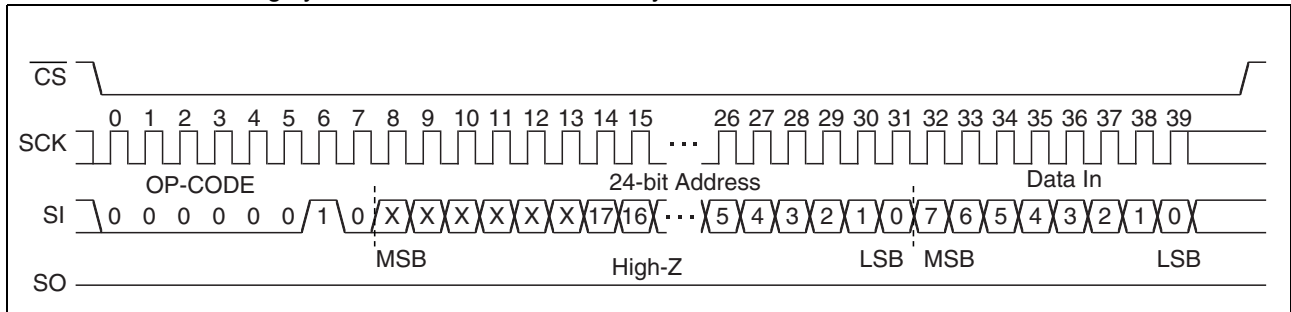 CS
0 1 2 3 4 5 6 7 8 9 10 11 12 13 14 15 26 27 28 29 30 31 32 33 34 35 36 37 38 39
SCK ...
OP-CODE 24-bit Address Data In
SI 0 0 0 0 0 0 1 0 X X X X X X 17 16 ... 5 4 3 2 1 0 7 6 5 4 3 2 1 0
MSB High-Z LSB MSB LSB
SO